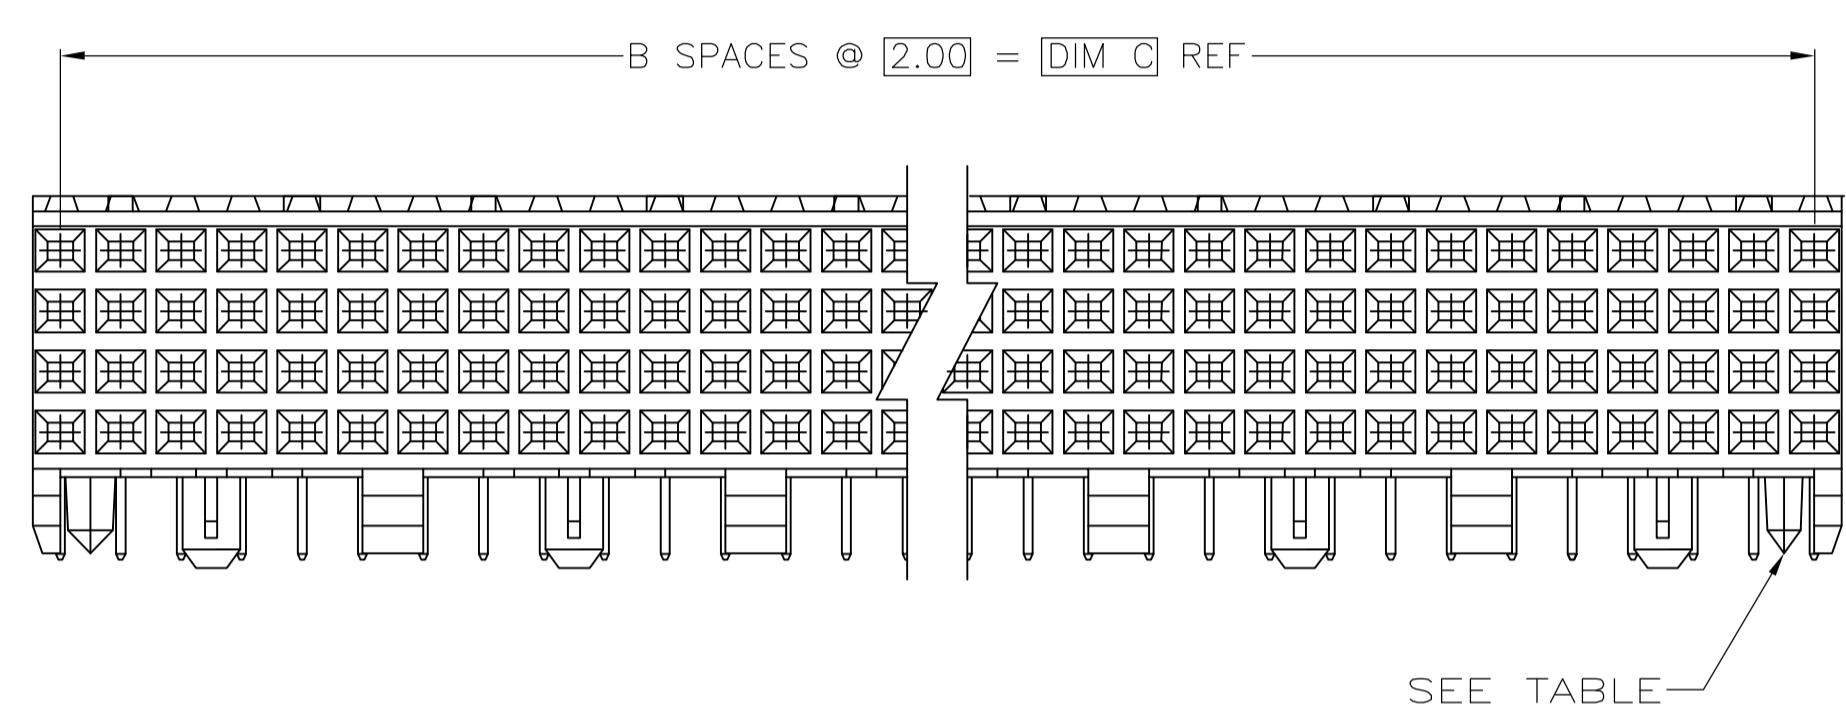 B SPACES @ 2.00 = DIM C REF
SEE TABLE